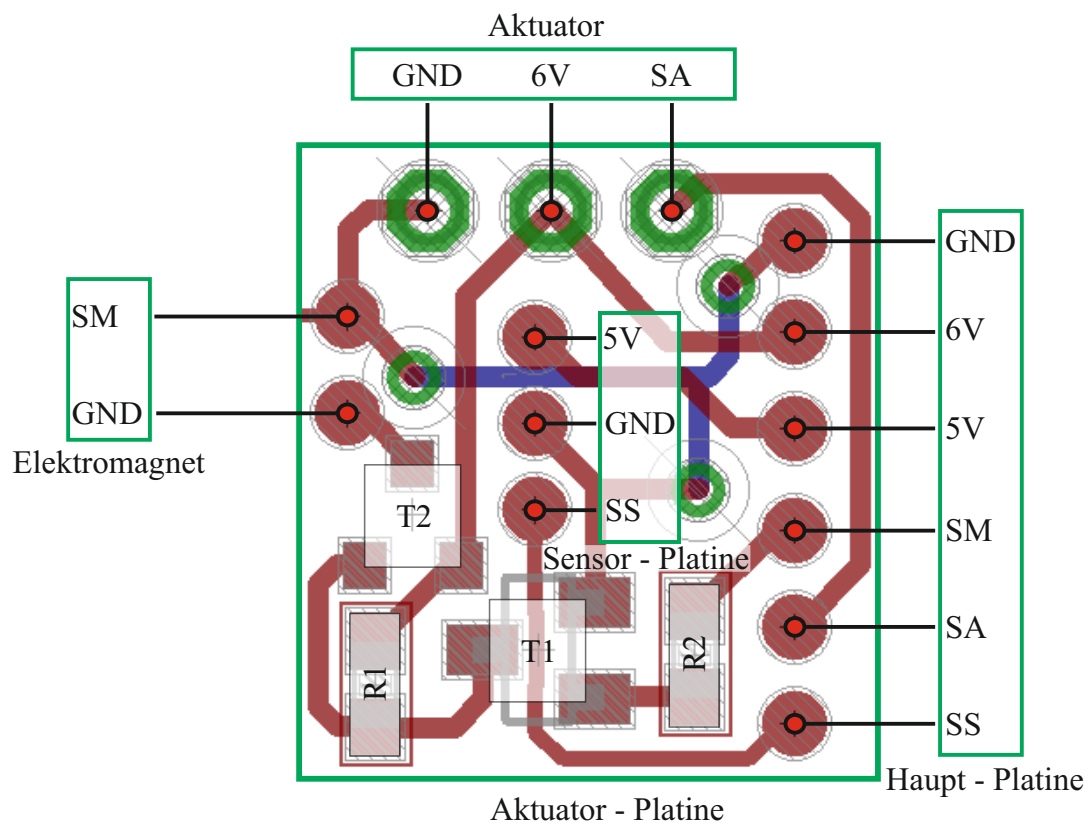 Aktuator
GND 6V SA
GND
SM
6V
5V
5V
GND
GND
Elektromagnet
SS
T2
SM
Sensor - Platine
SA
T1
R2
R1
SS
Haupt - Platine
Aktuator - Platine